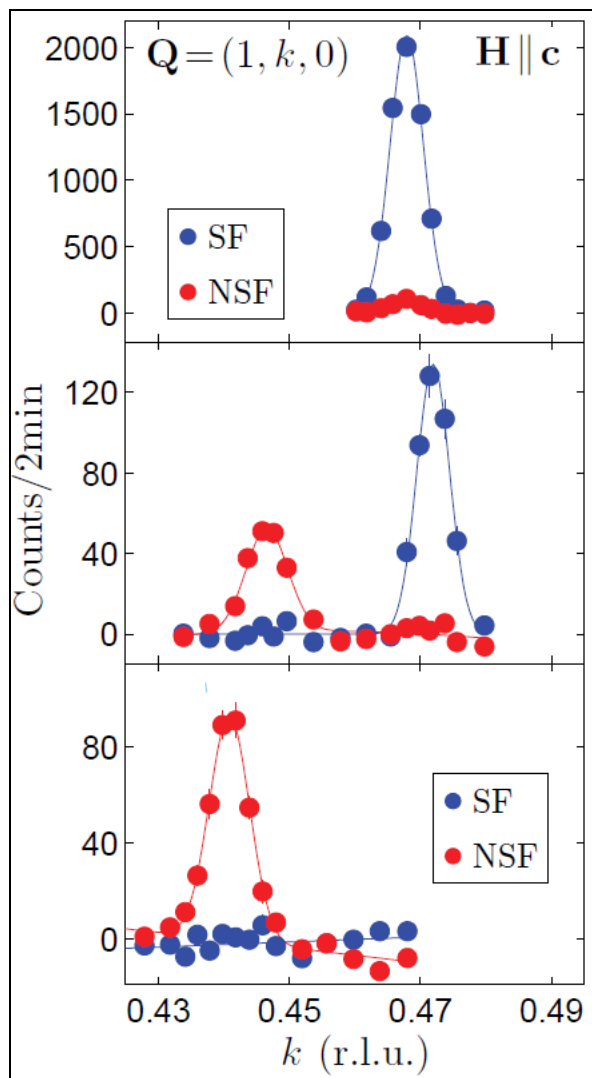 Q=(1, k, 0) H ∥ c
2000
1500
1000
500
0
SF
NSF
120
80
40
0
Counts/2min
80
40
0
SF
NSF
0.43 0.45 0.47 0.49
k (r.l.u.)